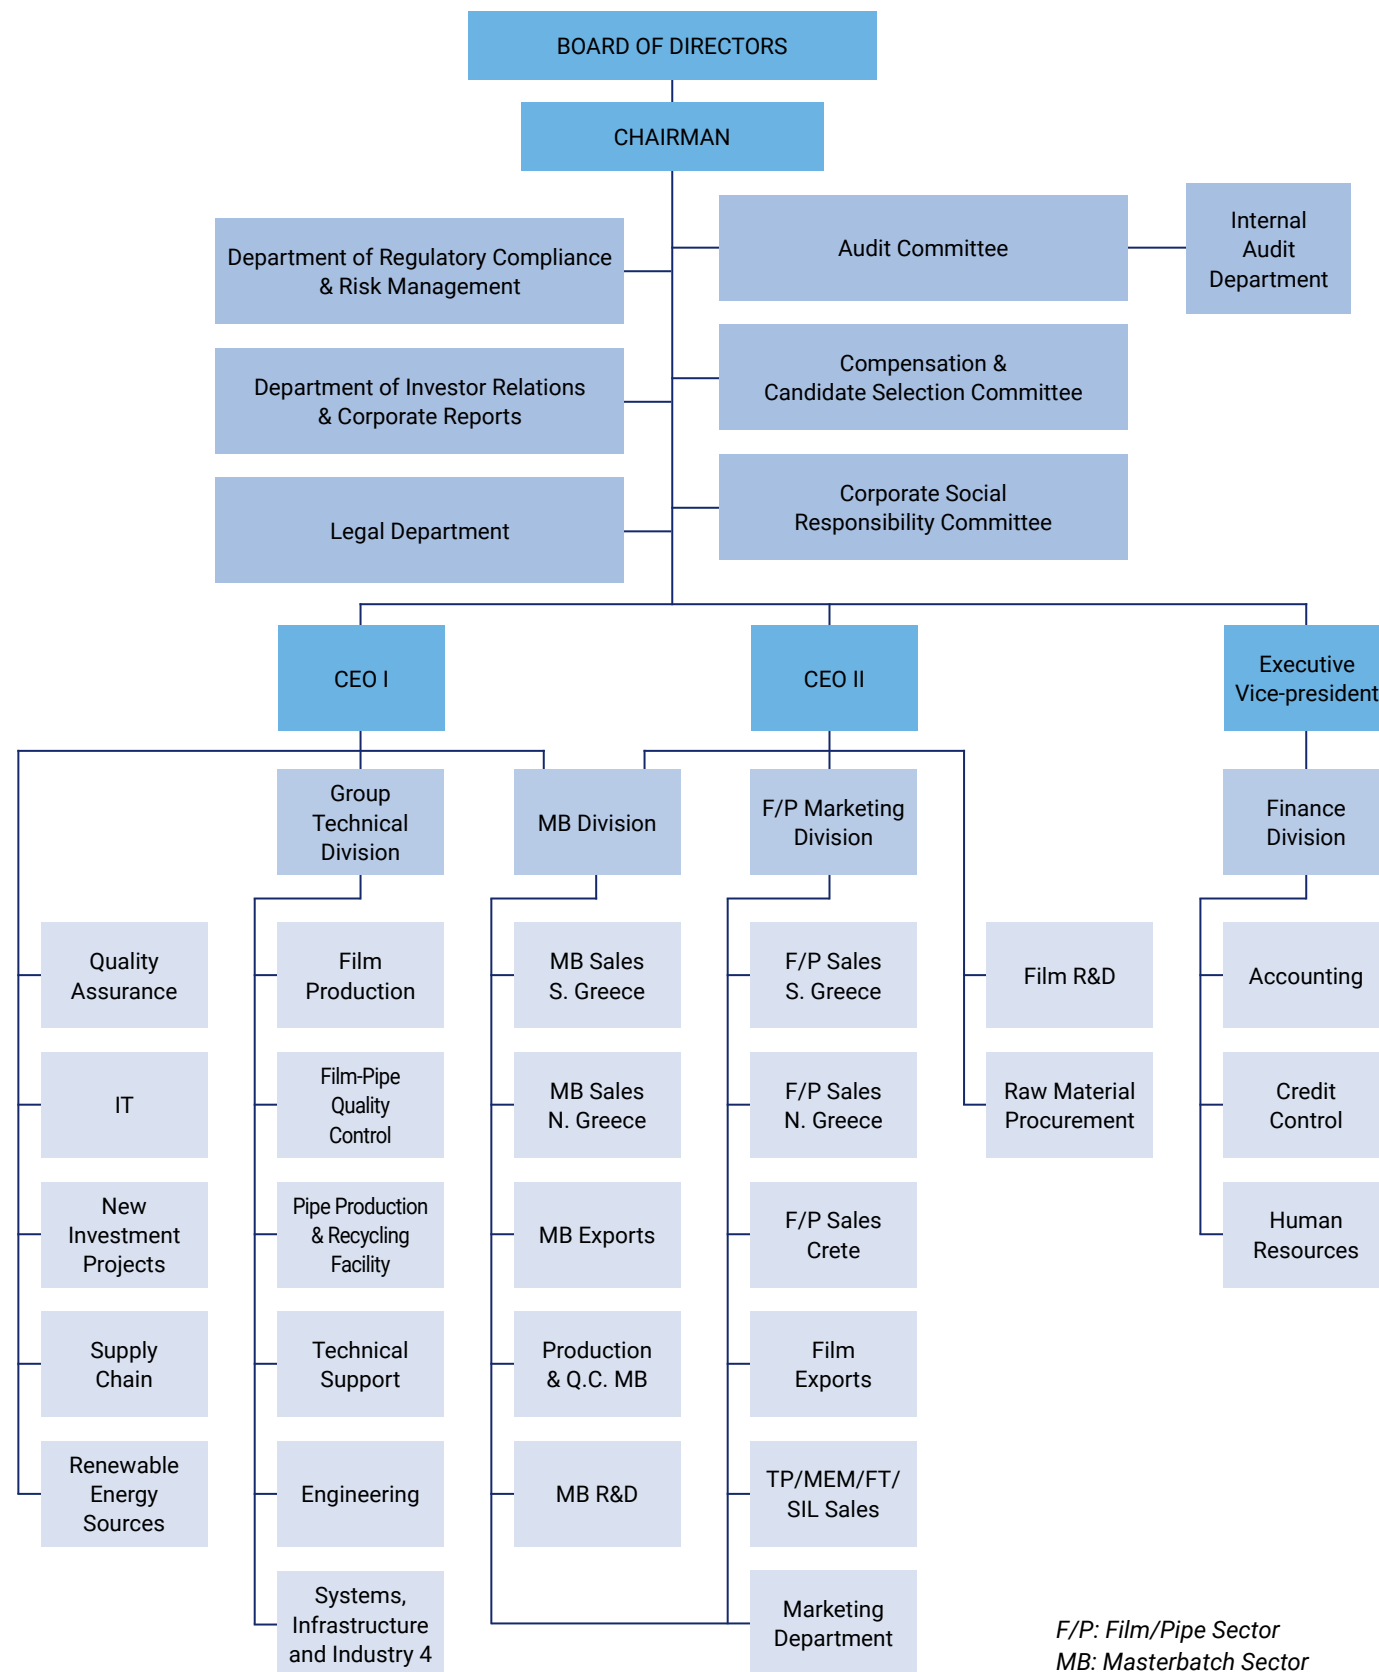 BOARD OF DIRECTORS
CHAIRMAN
Department of Regulatory Compliance
& Risk Management
Audit Committee
Internal
Audit
Department
Department of Investor Relations
& Corporate Reports
Compensation &
Candidate Selection Committee
Legal Department
Corporate Social
Responsibility Committee
CEO I
CEO II
Executive
Vice-president
Group
Technical
Division
MB Division
F/P Marketing
Division
Finance
Division
Quality
Assurance
Film
Production
MB Sales
S. Greece
F/P Sales
S. Greece
Film R&D
Accounting
IT
Film-Pipe
Quality
Control
MB Sales
N. Greece
F/P Sales
N. Greece
Raw Material
Procurement
Credit
Control
New
Investment
Projects
Pipe Production
& Recycling
Facility
MB Exports
F/P Sales
Crete
Human
Resources
Supply
Chain
Technical
Support
Production
& Q.C. MB
Film
Exports
Renewable
Energy
Sources
Engineering
MB R&D
TP/MEM/FT/
SIL Sales
Systems,
Infrastructure
and Industry 4
Marketing
Department
F/P: Film/Pipe Sector
MB: Masterbatch Sector